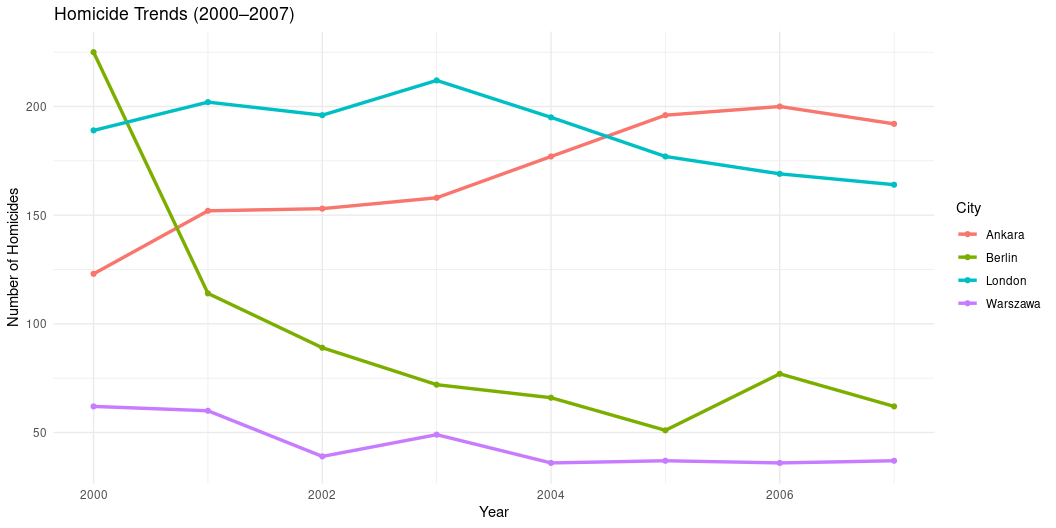 Homicide Trends (2000–2007)
Number of Homicides
200
150
100
50
2000 2002 2004 2006
Year
City
Ankara
Berlin
London
Warszawa